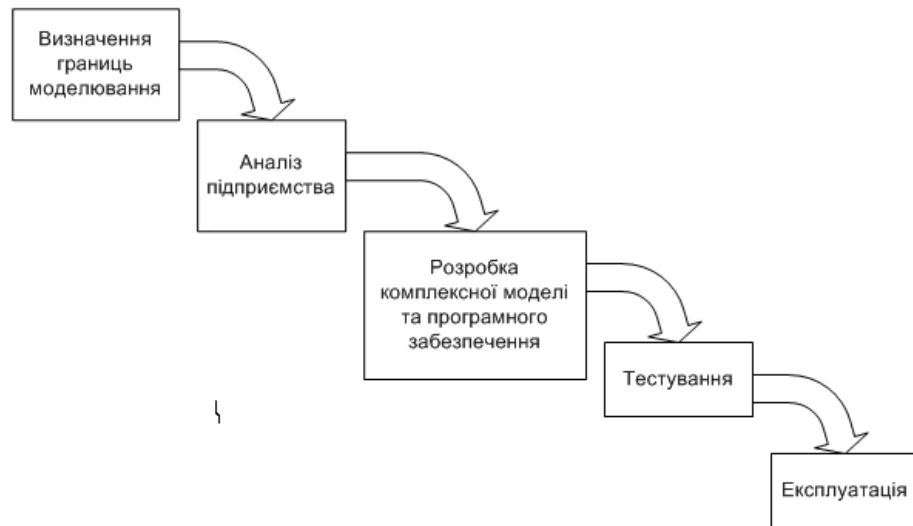 Визначення
границь
моделювання
Аналіз
підприємства
Розробка
комплексної моделі
та програмного
забезпечення
Тестування
Експлуатація